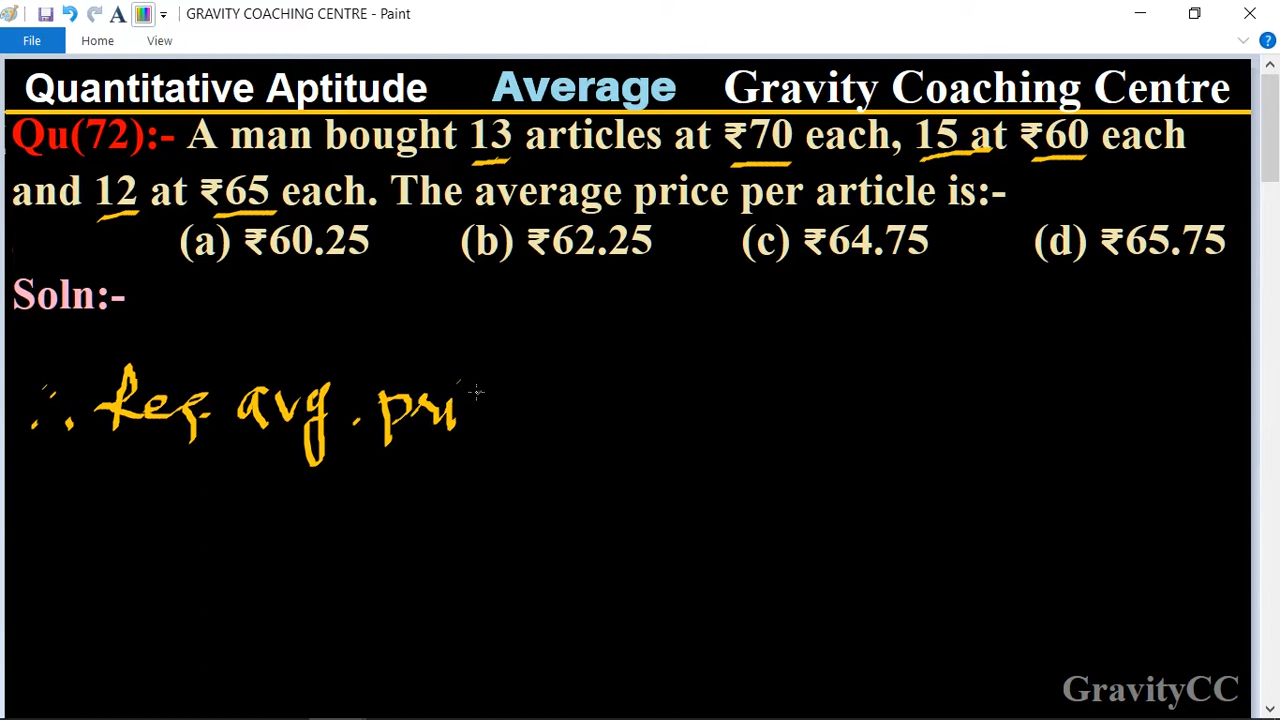 GRAVITY COACHING CENTRE - Paint
File Home View
Quantitative Aptitude Average Gravity Coaching Centre
Qu(72):- A man bought 13 articles at ₹70 each, 15 at ₹60 each
and 12 at ₹65 each. The average price per article is:-
(a) ₹60.25 (b) ₹62.25 (c) ₹64.75 (d) ₹65.75
Soln:-
∴ Req. avg. pri
GravityCC